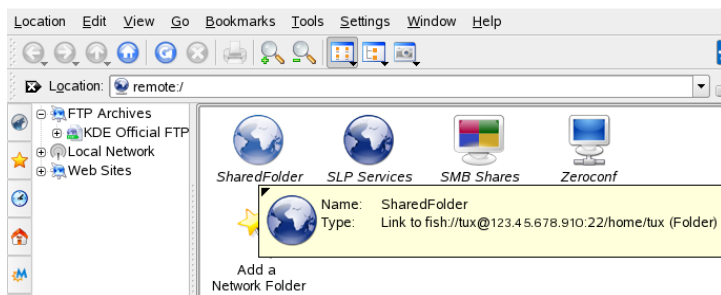 Location Edit View Go Bookmarks Tools Settings Window Help
Location: remote:/
FTP Archives
KDE Official FTP
Local Network
Web Sites
SharedFolder SLP Services SMB Shares Zeroconf
Name: SharedFolder
Type: Link to fish://tux@123.45.678.910:22/home/tux (Folder)
Add a
Network Folder